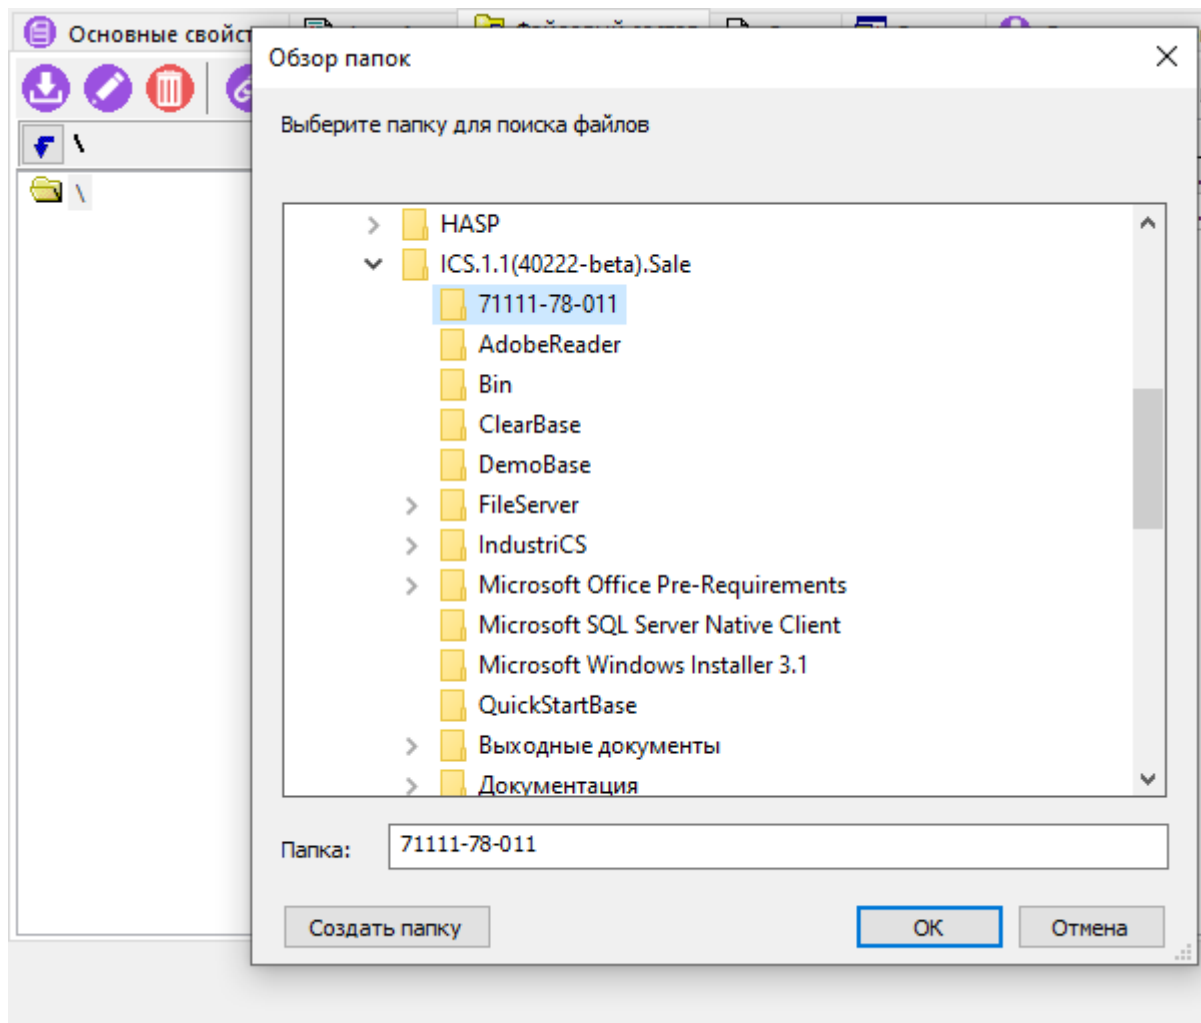 Основные свойст
Обзор папок
Выберите папку для поиска файлов
\
\
HASP
ICS.1.1(40222-beta).Sale
71111-78-011
AdobeReader
Bin
ClearBase
DemoBase
FileServer
IndustriCS
Microsoft Office Pre-Requirements
Microsoft SQL Server Native Client
Microsoft Windows Installer 3.1
QuickStartBase
Выходные документы
Документация
Папка: 71111-78-011
Создать папку OK Отмена